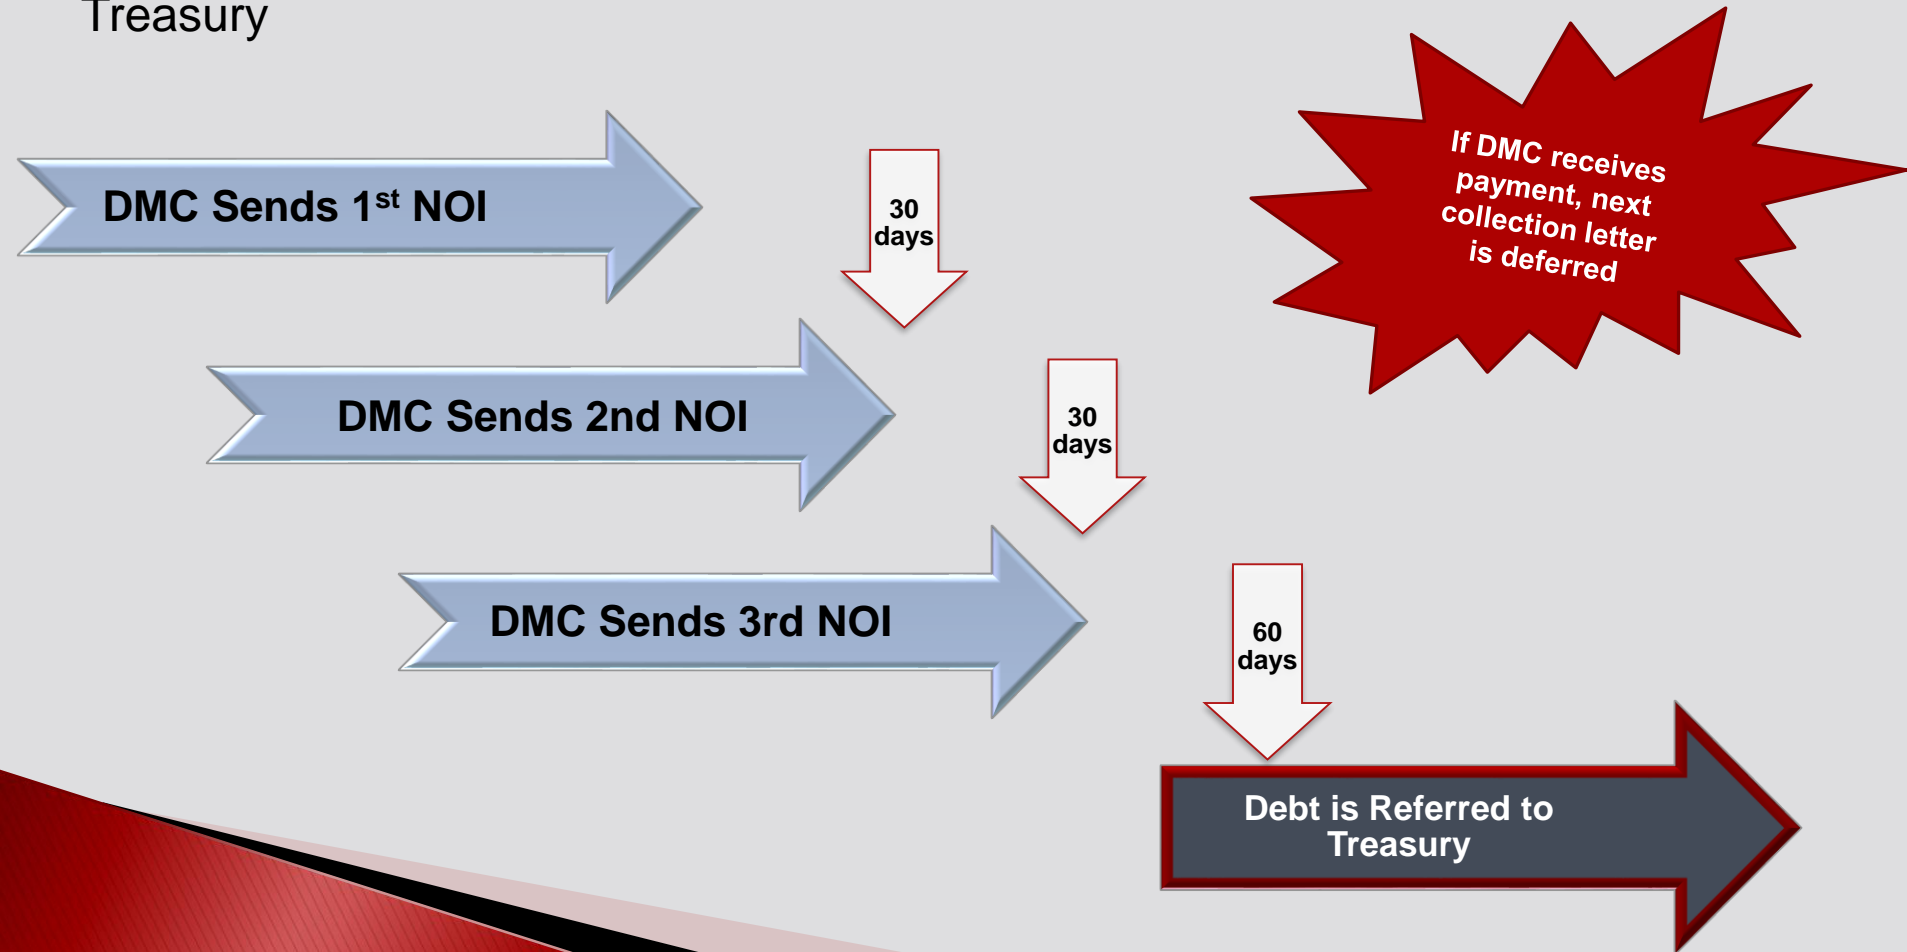 Treasury
DMC Sends 1st NOI
30
days
If DMC receives
payment, next
collection letter
is deferred
DMC Sends 2nd NOI
30
days
DMC Sends 3rd NOI
60
days
Debt is Referred to
Treasury